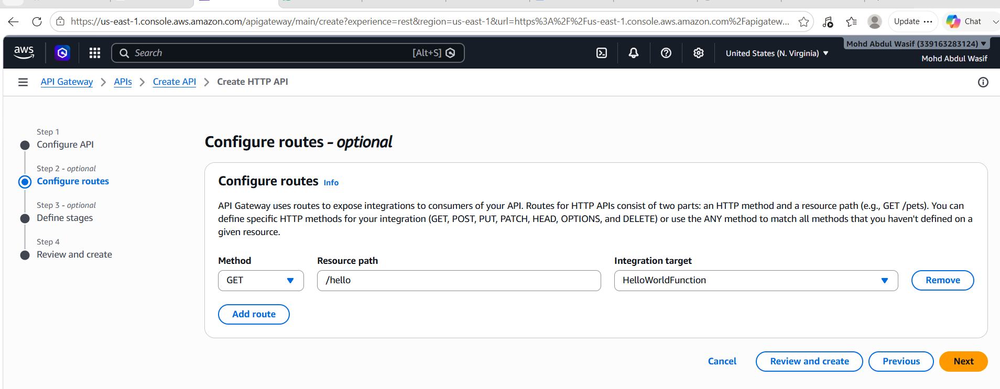 https://us-east-1.console.aws.amazon.com/apigateway/main/create?experience=rest&region=us-east-1&url=https%3A%2F%2Fus-east-1.console.aws.amazon.com%2Fapigatew...
Update
Chat
aws
Search
[Alt+S]
United States (N. Virginia)
Mohd Abdul Wasif (339163283124)
Mohd Abdul Wasif
API Gateway
APIs
Create API
Create HTTP API
Step 1
Configure API
Step 2 - optional
Configure routes
Step 3 - optional
Define stages
Step 4
Review and create
Configure routes - optional
Configure routes Info
API Gateway uses routes to expose integrations to consumers of your API. Routes for HTTP APIs consist of two parts: an HTTP method and a resource path (e.g., GET /pets). You can
define specific HTTP methods for your integration (GET, POST, PUT, PATCH, HEAD, OPTIONS, and DELETE) or use the ANY method to match all methods that you haven't defined on a
given resource.
Method Resource path Integration target
GET /hello HelloWorldFunction Remove
Add route
Cancel Review and create Previous Next